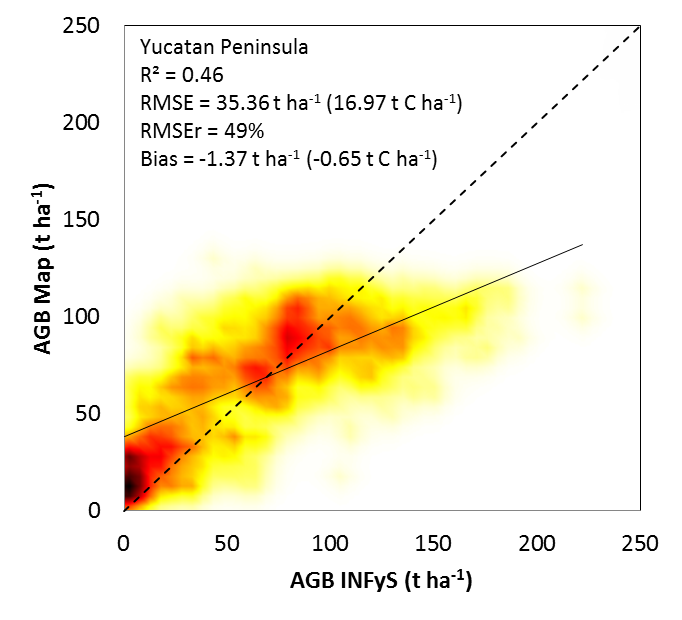 Yucatan Peninsula
R² = 0.46
RMSE = 35.36 t ha⁻¹ (16.97 t C ha⁻¹)
RMSEr = 49%
Bias = -1.37 t ha⁻¹ (-0.65 t C ha⁻¹)
250
200
150
100
50
0
AGB Map (t ha⁻¹)
0 50 100 150 200 250
AGB INFyS (t ha⁻¹)